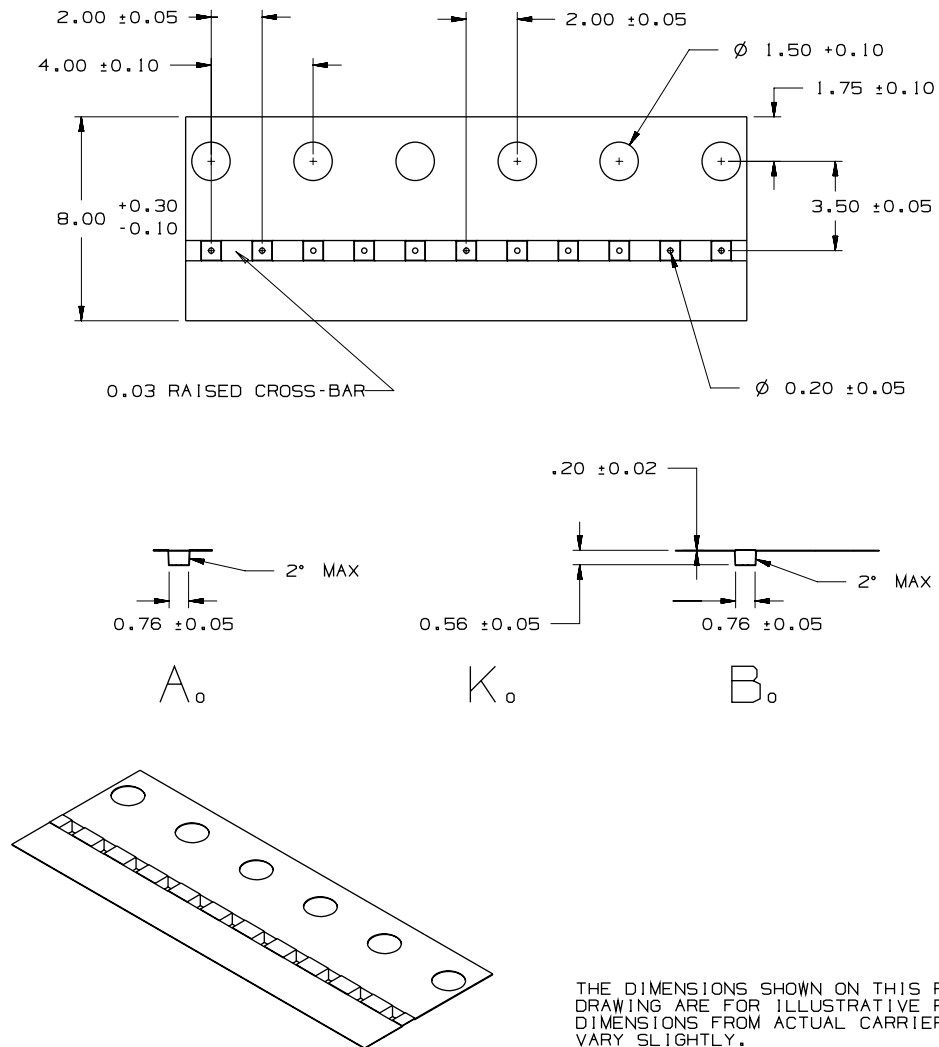 2.00 ±0.05
2.00 ±0.05
4.00 ±0.10
Ø 1.50 +0.10
1.75 ±0.10
8.00 +0.30
-0.10
3.50 ±0.05
0.03 RAISED CROSS-BAR
Ø 0.20 ±0.05
.20 ±0.02
2° MAX
2° MAX
0.76 ±0.05
0.56 ±0.05
0.76 ±0.05
Ao
Ko
Bo
THE DIMENSIONS SHOWN ON THIS
DRAWING ARE FOR ILLUSTRATIVE
DIMENSIONS FROM ACTUAL CARRIER
VARY SLIGHTLY.